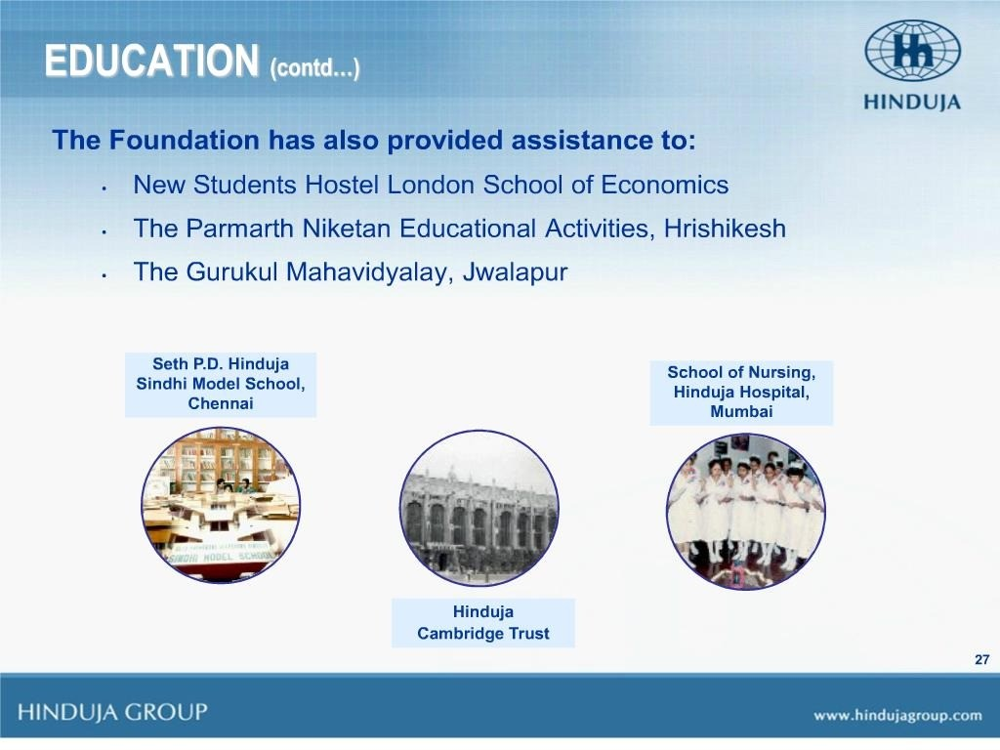 EDUCATION (contd...)
HINDUJA
The Foundation has also provided assistance to:
• New Students Hostel London School of Economics
• The Parmarth Niketan Educational Activities, Hrishikesh
• The Gurukul Mahavidyalay, Jwalapur
Seth P.D. Hinduja
Sindhi Model School,
Chennai
School of Nursing,
Hinduja Hospital,
Mumbai
SINDHI MODEL SCHOOL
Hinduja
Cambridge Trust
27
HINDUJA GROUP
www.hindujagroup.com